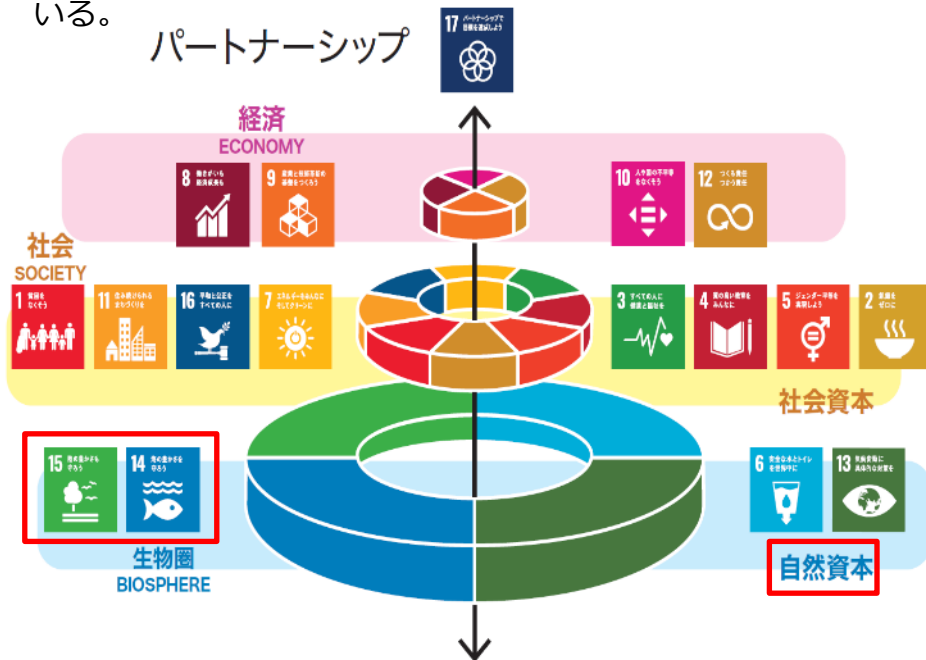 いる。
パートナーシップ
17 パートナーシップで
目標を達成しよう
経済
ECONOMY
8 働きがいも
経済成長も
9 産業と技術革新の
基盤をつくろう
10 人や国の不平等
をなくそう
12 つくる責任
つかう責任
社会
SOCIETY
1 貧困を
なくそう
11 住み続けられる
まちづくりを
16 平和と公正を
すべての人に
7 エネルギーをみんなに
そしてクリーンに
3 すべての人に
健康と福祉を
4 質の高い教育を
みんなに
5 ジェンダー平等を
実現しよう
2 飢餓を
ゼロに
社会資本
15 陸の豊かさも
守ろう
14 海の豊かさを
守ろう
6 安全な水とトイレ
を世界中に
13 気候変動に
具体的な対策を
生物圏
BIOSPHERE
自然資本